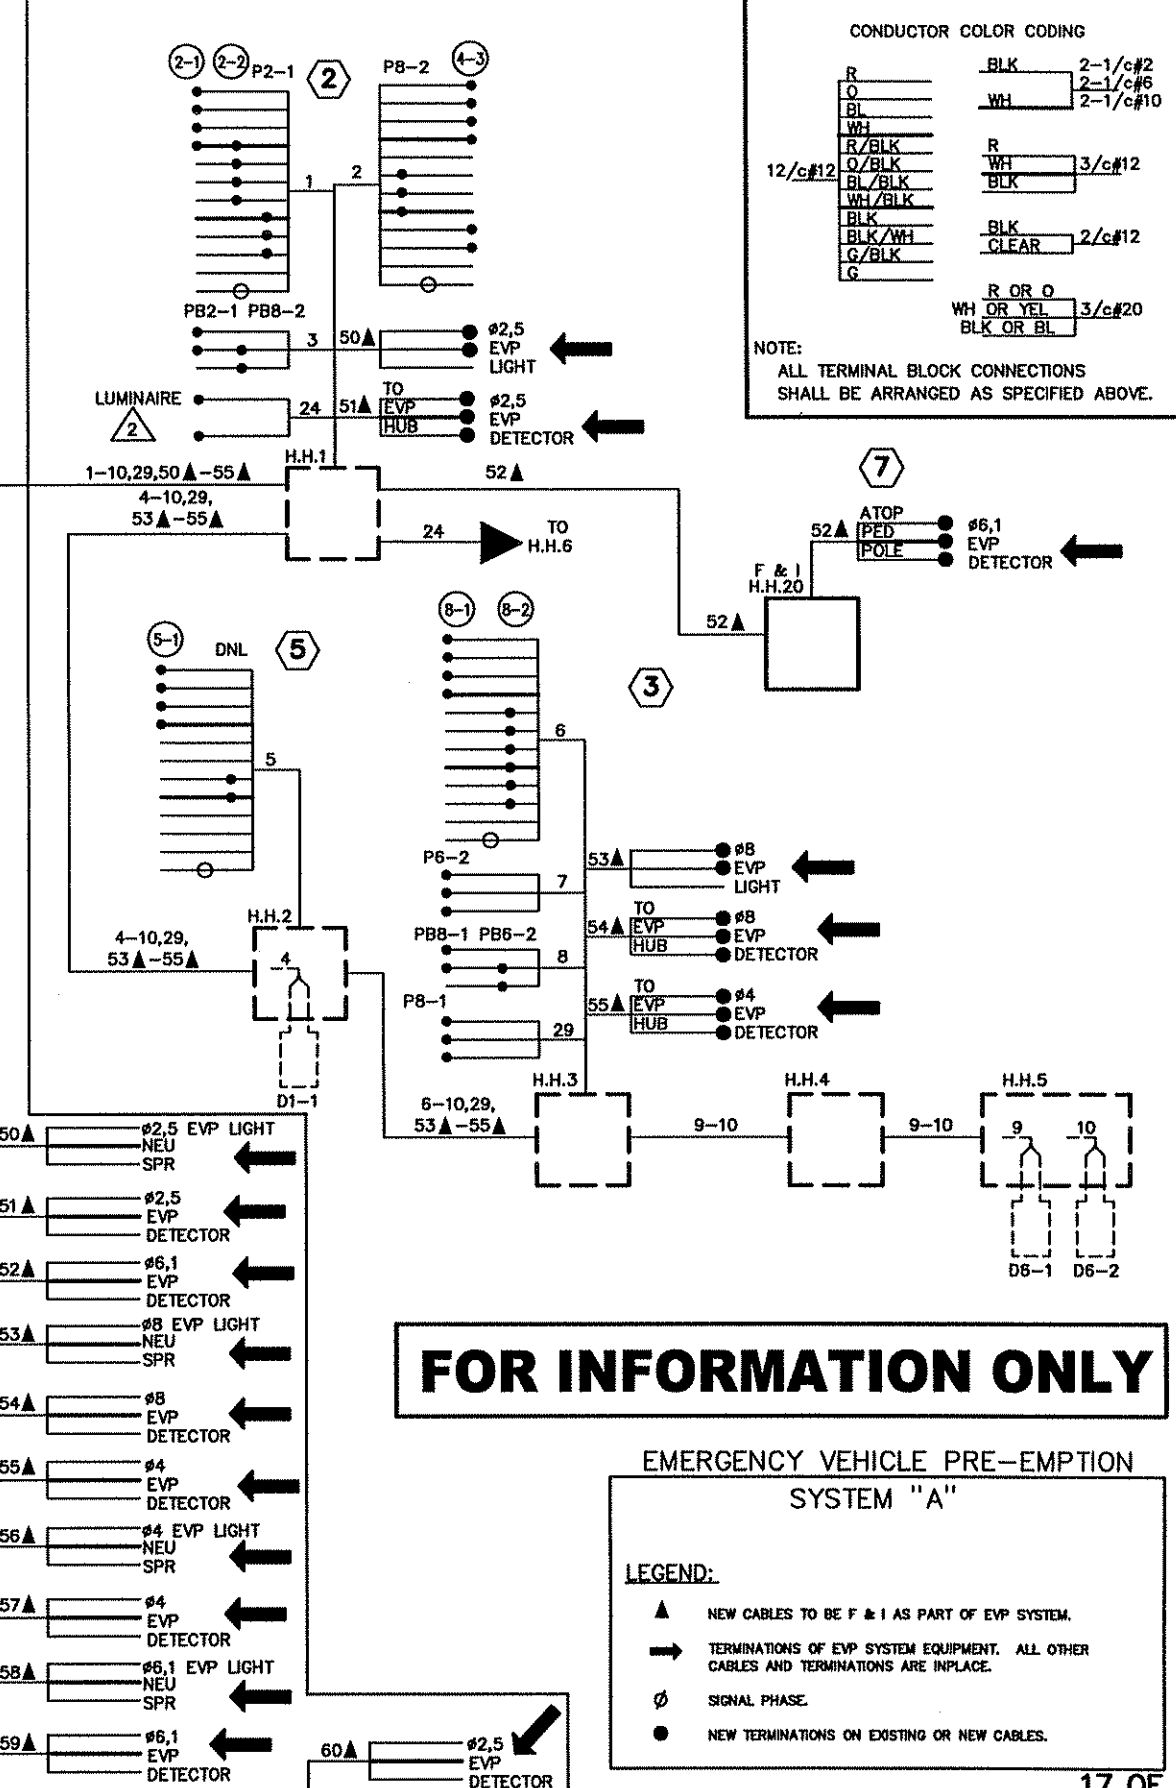 CONDUCTOR COLOR CODING
R
O
BL
WH
R/BLK
O/BLK
BL/BLK
WH/BLK
BLK
BLK/WH
G/BLK
G
12/c#12
BLK
WH
2-1/c#2
2-1/c#6
2-1/c#10
R
WH
BLK
3/c#12
BLK
CLEAR
2/c#12
R OR O
WH OR YEL
BLK OR BL
3/c#20
NOTE:
ALL TERMINAL BLOCK CONNECTIONS
SHALL BE ARRANGED AS SPECIFIED ABOVE.
2-1
2-2
P2-1
2
P8-2
4-3
1
2
PB2-1 PB8-2
3
50▲
ø2,5
EVP
LIGHT
LUMINAIRE
2
24
51▲
TO
EVP
HUB
ø2,5
EVP
DETECTOR
H.H.1
1-10,29,50▲-55▲
4-10,29,
53▲-55▲
52▲
24
TO
H.H.6
7
52▲
ATOP
PED
POLE
ø6,1
EVP
DETECTOR
F & I
H.H.20
52▲
5-1
DNL
5
5
8-1
8-2
3
6
P6-2
7
53▲
ø8
EVP
LIGHT
PB8-1 PB6-2
8
54▲
TO
EVP
HUB
ø8
EVP
DETECTOR
P8-1
29
55▲
TO
EVP
HUB
ø4
EVP
DETECTOR
H.H.2
4-10,29,
53▲-55▲
4
D1-1
H.H.3
6-10,29,
53▲-55▲
9-10
H.H.4
9-10
H.H.5
9
10
D6-1
D6-2
50▲
ø2,5 EVP LIGHT
NEU
SPR
51▲
ø2,5
EVP
DETECTOR
52▲
ø6,1
EVP
DETECTOR
53▲
ø8 EVP LIGHT
NEU
SPR
54▲
ø8
EVP
DETECTOR
55▲
ø4
EVP
DETECTOR
56▲
ø4 EVP LIGHT
NEU
SPR
57▲
ø4
EVP
DETECTOR
58▲
ø6,1 EVP LIGHT
NEU
SPR
59▲
ø6,1
EVP
DETECTOR
60▲
ø2,5
EVP
DETECTOR
FOR INFORMATION ONLY
EMERGENCY VEHICLE PRE-EMPTION
SYSTEM "A"
LEGEND:
▲ NEW CABLES TO BE F & I AS PART OF EVP SYSTEM.
TERMINATIONS OF EVP SYSTEM EQUIPMENT. ALL OTHER
CABLES AND TERMINATIONS ARE INPLACE.
ø SIGNAL PHASE.
● NEW TERMINATIONS ON EXISTING OR NEW CABLES.
17 OF